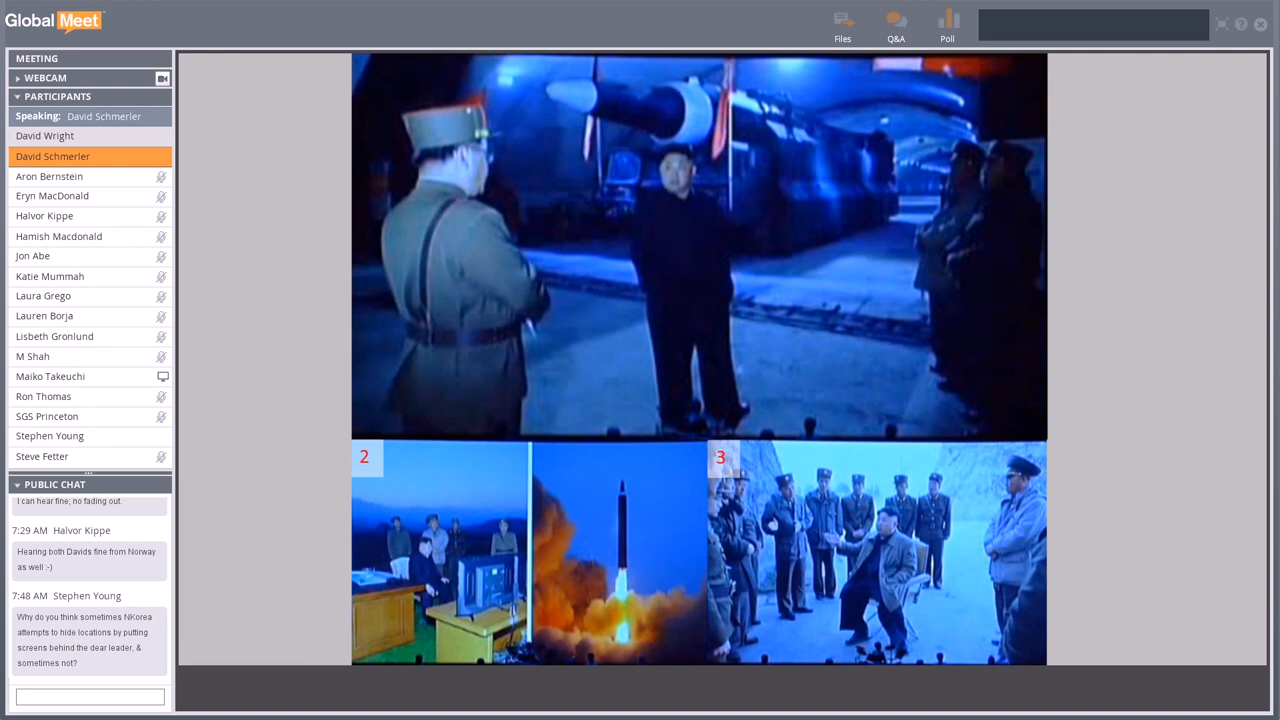 Global Meet
Files
Q&A
Poll
MEETING
WEBCAM
PARTICIPANTS
Speaking: David Schmerler
David Wright
David Schmerler
Aron Bernstein
Eryn MacDonald
Halvor Kippe
Hamish Macdonald
Jon Abe
Katie Mummah
Laura Grego
Lauren Borja
Lisbeth Gronlund
M Shah
Maiko Takeuchi
Ron Thomas
SGS Princeton
Stephen Young
Steve Fetter
PUBLIC CHAT
I can hear fine; no fading out.
7:29 AM Halvor Kippe
Hearing both Davids fine from Norway
as well :-)
7:48 AM Stephen Young
Why do you think sometimes NKorea
attempts to hide locations by putting
screens behind the dear leader, &
sometimes not?
2
3